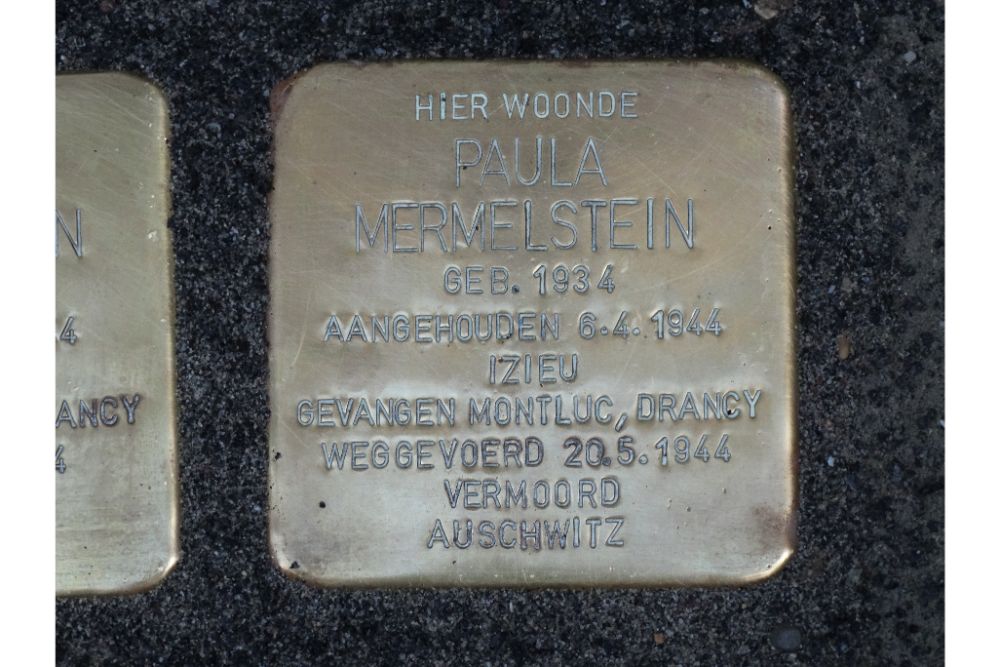 HIER WOONDE
PAULA
MERMELSTEIN
GEB. 1934
AANGEHOUDEN 6.4.1944
IZIEU
GEVANGEN MONTLUC, DRANCY
WEGGEVOERD 20.5.1944
VERMOORD
AUSCHWITZ